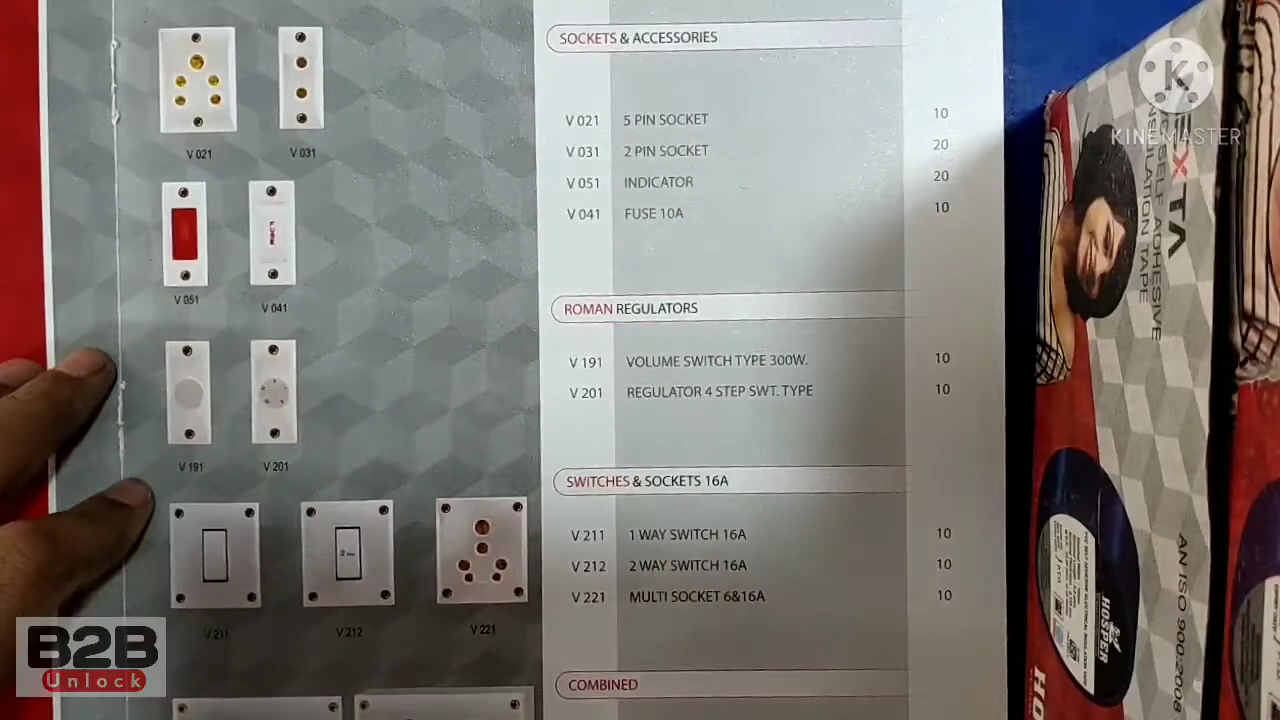 V 021
V 031
V 051
V 041
V 191
V 201
2 Way
V 211
V 212
V 221
SOCKETS & ACCESSORIES
V 021 5 PIN SOCKET 10
V 031 2 PIN SOCKET 20
V 051 INDICATOR 20
V 041 FUSE 10A 10
ROMAN REGULATORS
V 191 VOLUME SWITCH TYPE 300W. 10
V 201 REGULATOR 4 STEP SWT. TYPE 10
SWITCHES & SOCKETS 16A
V 211 1 WAY SWITCH 16A 10
V 212 2 WAY SWITCH 16A 10
V 221 MULTI SOCKET 6&16A 10
COMBINED
K
KINEMASTER
SELF ADHESIVE
INSULATION TAPE
HOSPER
AN ISO 900:2008
HO
B2B
Unlock